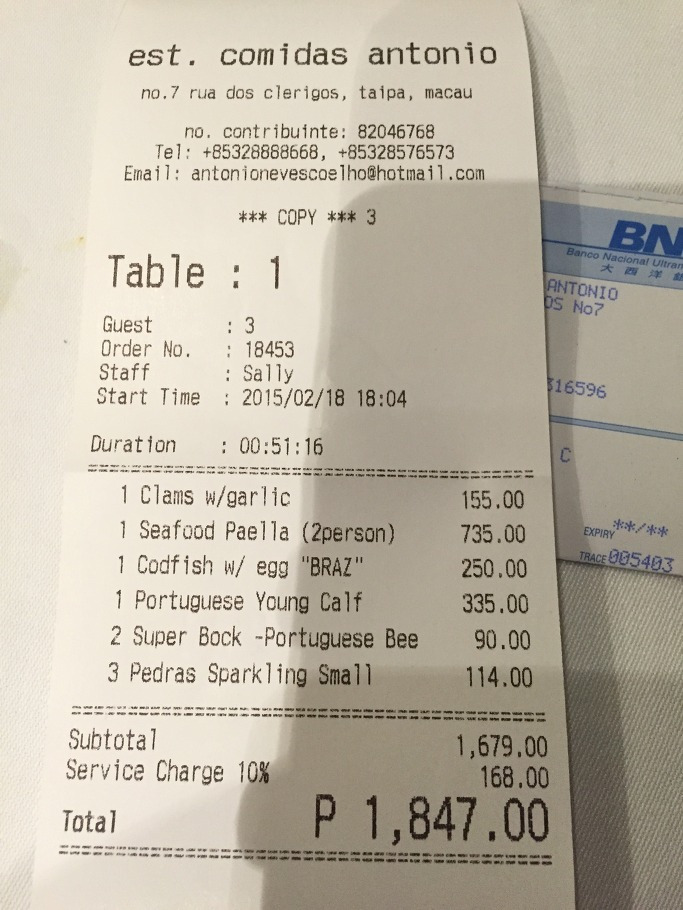 est. comidas antonio
no.7 rua dos clerigos, taipa, macau
no. contribuinte: 82046768
Tel: +85328888668, +85328576573
Email: antonionevescoelho@hotmail.com
*** COPY *** 3
Table : 1
Guest : 3
Order No. : 18453
Staff : Sally
Start Time : 2015/02/18 18:04
Duration : 00:51:16
1 Clams w/garlic 155.00
1 Seafood Paella (2person) 735.00
1 Codfish w/ egg "BRAZ" 250.00
1 Portuguese Young Calf 335.00
2 Super Bock -Portuguese Bee 90.00
3 Pedras Sparkling Small 114.00
Subtotal 1,679.00
Service Charge 10% 168.00
Total P 1,847.00
BN
Banco Nacional Ultran
大 西 洋
ANTONIO
OS No7
316596
C
EXPIRY **/**
TRACE 005403